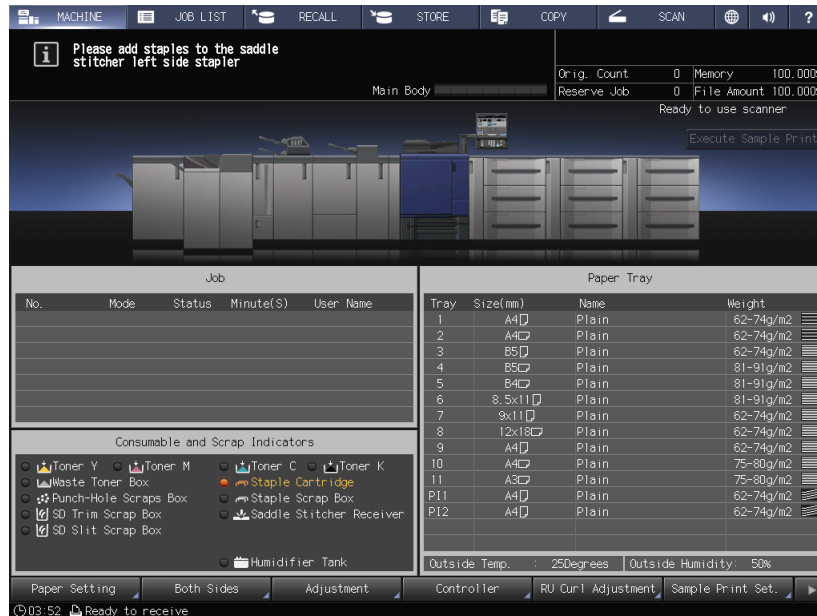 MACHINE JOB LIST RECALL STORE COPY SCAN ?
Please add staples to the saddle
stitcher left side stapler
Main Body
Orig. Count 0 Memory 100.000
Reserve Job 0 File Amount 100.000
Ready to use scanner
Execute Sample Print
Job
No. Mode Status Minute(S) User Name
Paper Tray
Tray Size(mm) Name Weight
1 A4 Plain 62-74g/m2
2 A4 Plain 62-74g/m2
3 B5 Plain 62-74g/m2
4 B5 Plain 81-91g/m2
5 B4 Plain 81-91g/m2
6 8.5x11 Plain 81-91g/m2
7 9x11 Plain 62-74g/m2
8 12x18 Plain 62-74g/m2
9 A4 Plain 62-74g/m2
10 A4 Plain 75-80g/m2
11 A3 Plain 75-80g/m2
PI1 A4 Plain 62-74g/m2
PI2 A4 Plain 62-74g/m2
Consumable and Scrap Indicators
Toner Y Toner M Toner C Toner K
Waste Toner Box Staple Cartridge
Punch-Hole Scraps Box Staple Scrap Box
SD Trim Scrap Box Saddle Stitcher Receiver
SD Slit Scrap Box
Humidifier Tank
Outside Temp. : 25Degrees Outside Humidity: 50%
Paper Setting Both Sides Adjustment Controller RU Curl Adjustment Sample Print Set.
03:52 Ready to receive